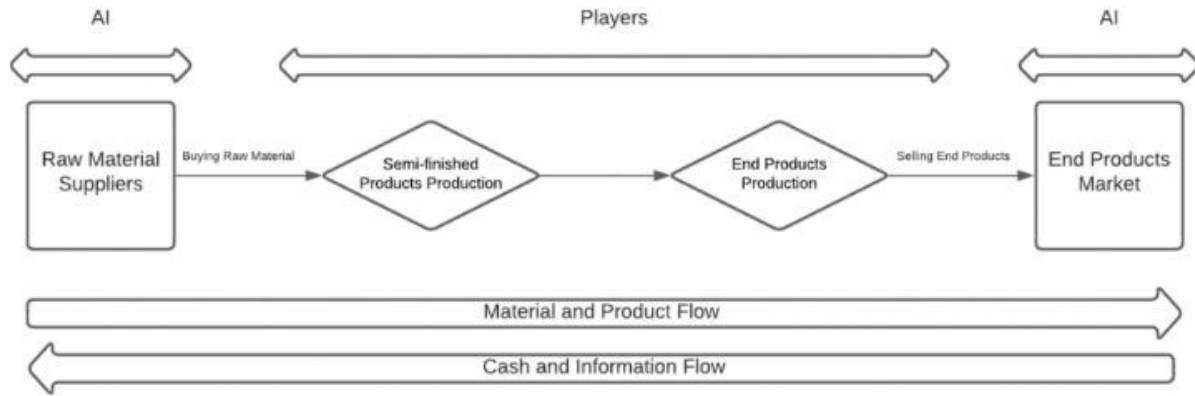 AI
Players
AI
Raw Material
Suppliers
Buying Raw Material
Semi-finished
Products Production
End Products
Production
Selling End Products
End Products
Market
Material and Product Flow
Cash and Information Flow